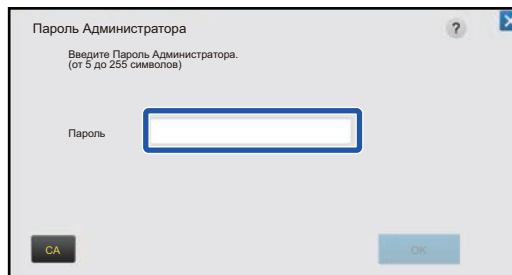 Пароль Администратора
?
Введите Пароль Администратора.
(от 5 до 255 символов)
Пароль
CA
OK